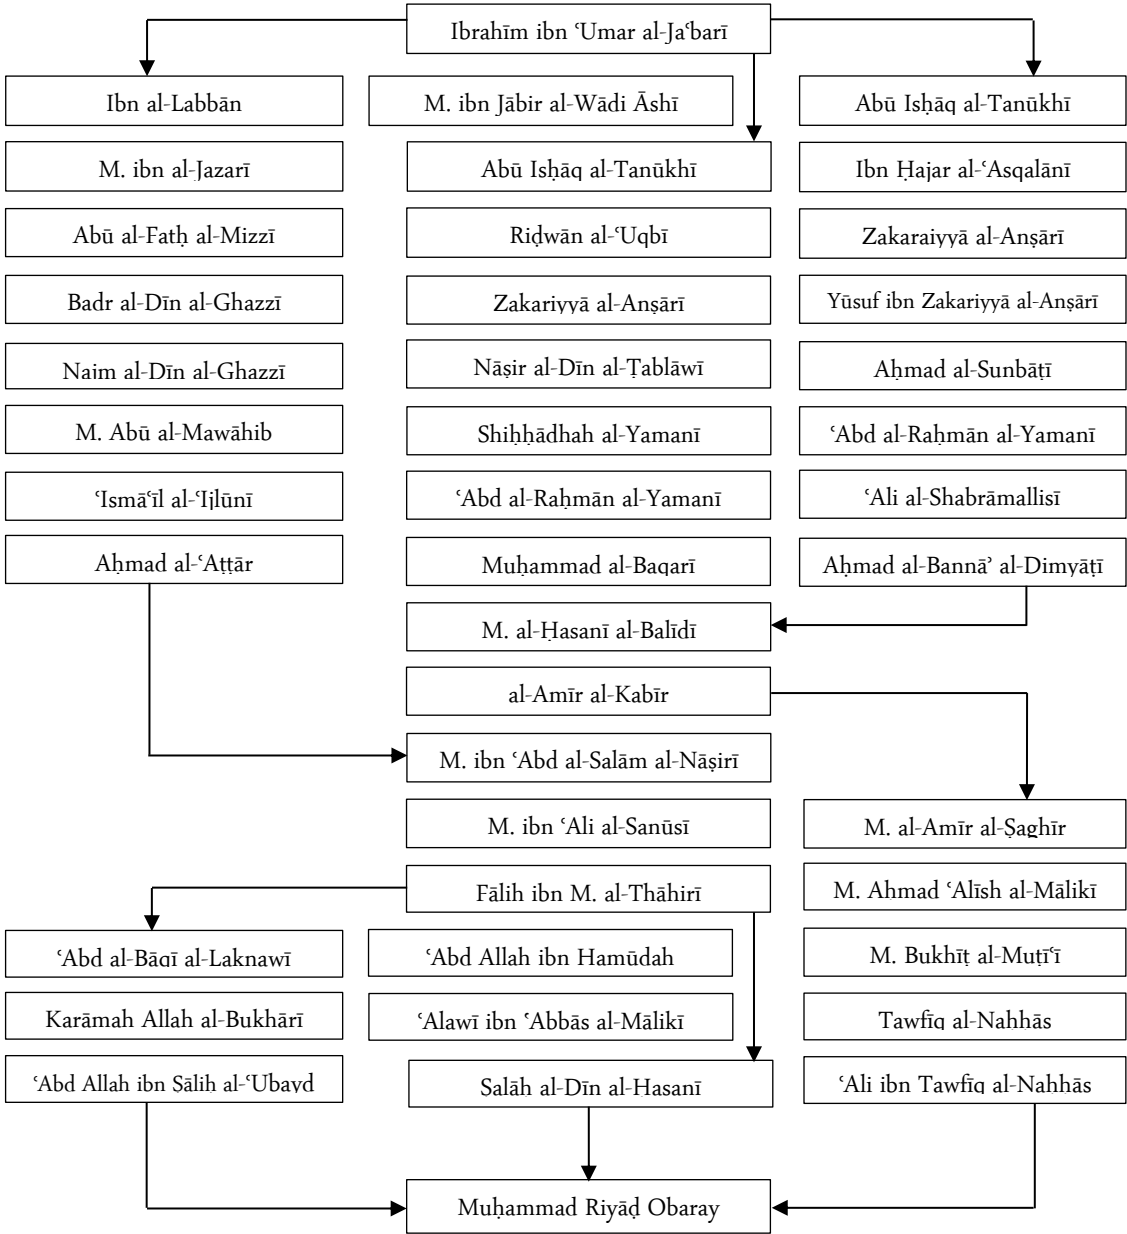 Ibrahīm ibn ʿUmar al-Jaʿbarī
Ibn al-Labbān
M. ibn Jābir al-Wādi Āshī
Abū Isḥāq al-Tanūkhī
M. ibn al-Jazarī
Abū Isḥāq al-Tanūkhī
Ibn Ḥajar al-ʿAsqalānī
Abū al-Fatḥ al-Mizzī
Riḍwān al-ʿUqbī
Zakaraiyyā al-Anṣārī
Badr al-Dīn al-Ghazzī
Zakariyyā al-Anṣārī
Yūsuf ibn Zakariyyā al-Anṣārī
Najm al-Dīn al-Ghazzī
Nāṣir al-Dīn al-Ṭablāwī
Aḥmad al-Sunbāṭī
M. Abū al-Mawāhib
Shiḥḥādhah al-Yamanī
ʿAbd al-Raḥmān al-Yamanī
ʿIsmāʿīl al-ʿIjlūnī
ʿAbd al-Raḥmān al-Yamanī
ʿAli al-Shabrāmallisī
Aḥmad al-ʿAṭṭār
Muḥammad al-Baqarī
Aḥmad al-Bannāʾ al-Dimyāṭī
M. al-Ḥasanī al-Balīdī
al-Amīr al-Kabīr
M. ibn ʿAbd al-Salām al-Nāṣirī
M. ibn ʿAli al-Sanūsī
M. al-Amīr al-Ṣaghīr
Fālih ibn M. al-Thāhirī
M. Aḥmad ʿAlīsh al-Mālikī
ʿAbd al-Bāqī al-Laknawī
ʿAbd Allah ibn Hamūdah
M. Bukhīṭ al-Muṭīʿī
Karāmah Allah al-Bukhārī
ʿAlawī ibn ʿAbbās al-Mālikī
Tawfīq al-Naḥḥās
ʿAbd Allah ibn Ṣāliḥ al-ʿUbayd
Ṣalāḥ al-Dīn al-Ḥasanī
ʿAli ibn Tawfīq al-Naḥḥās
Muḥammad Riyāḍ Obaray